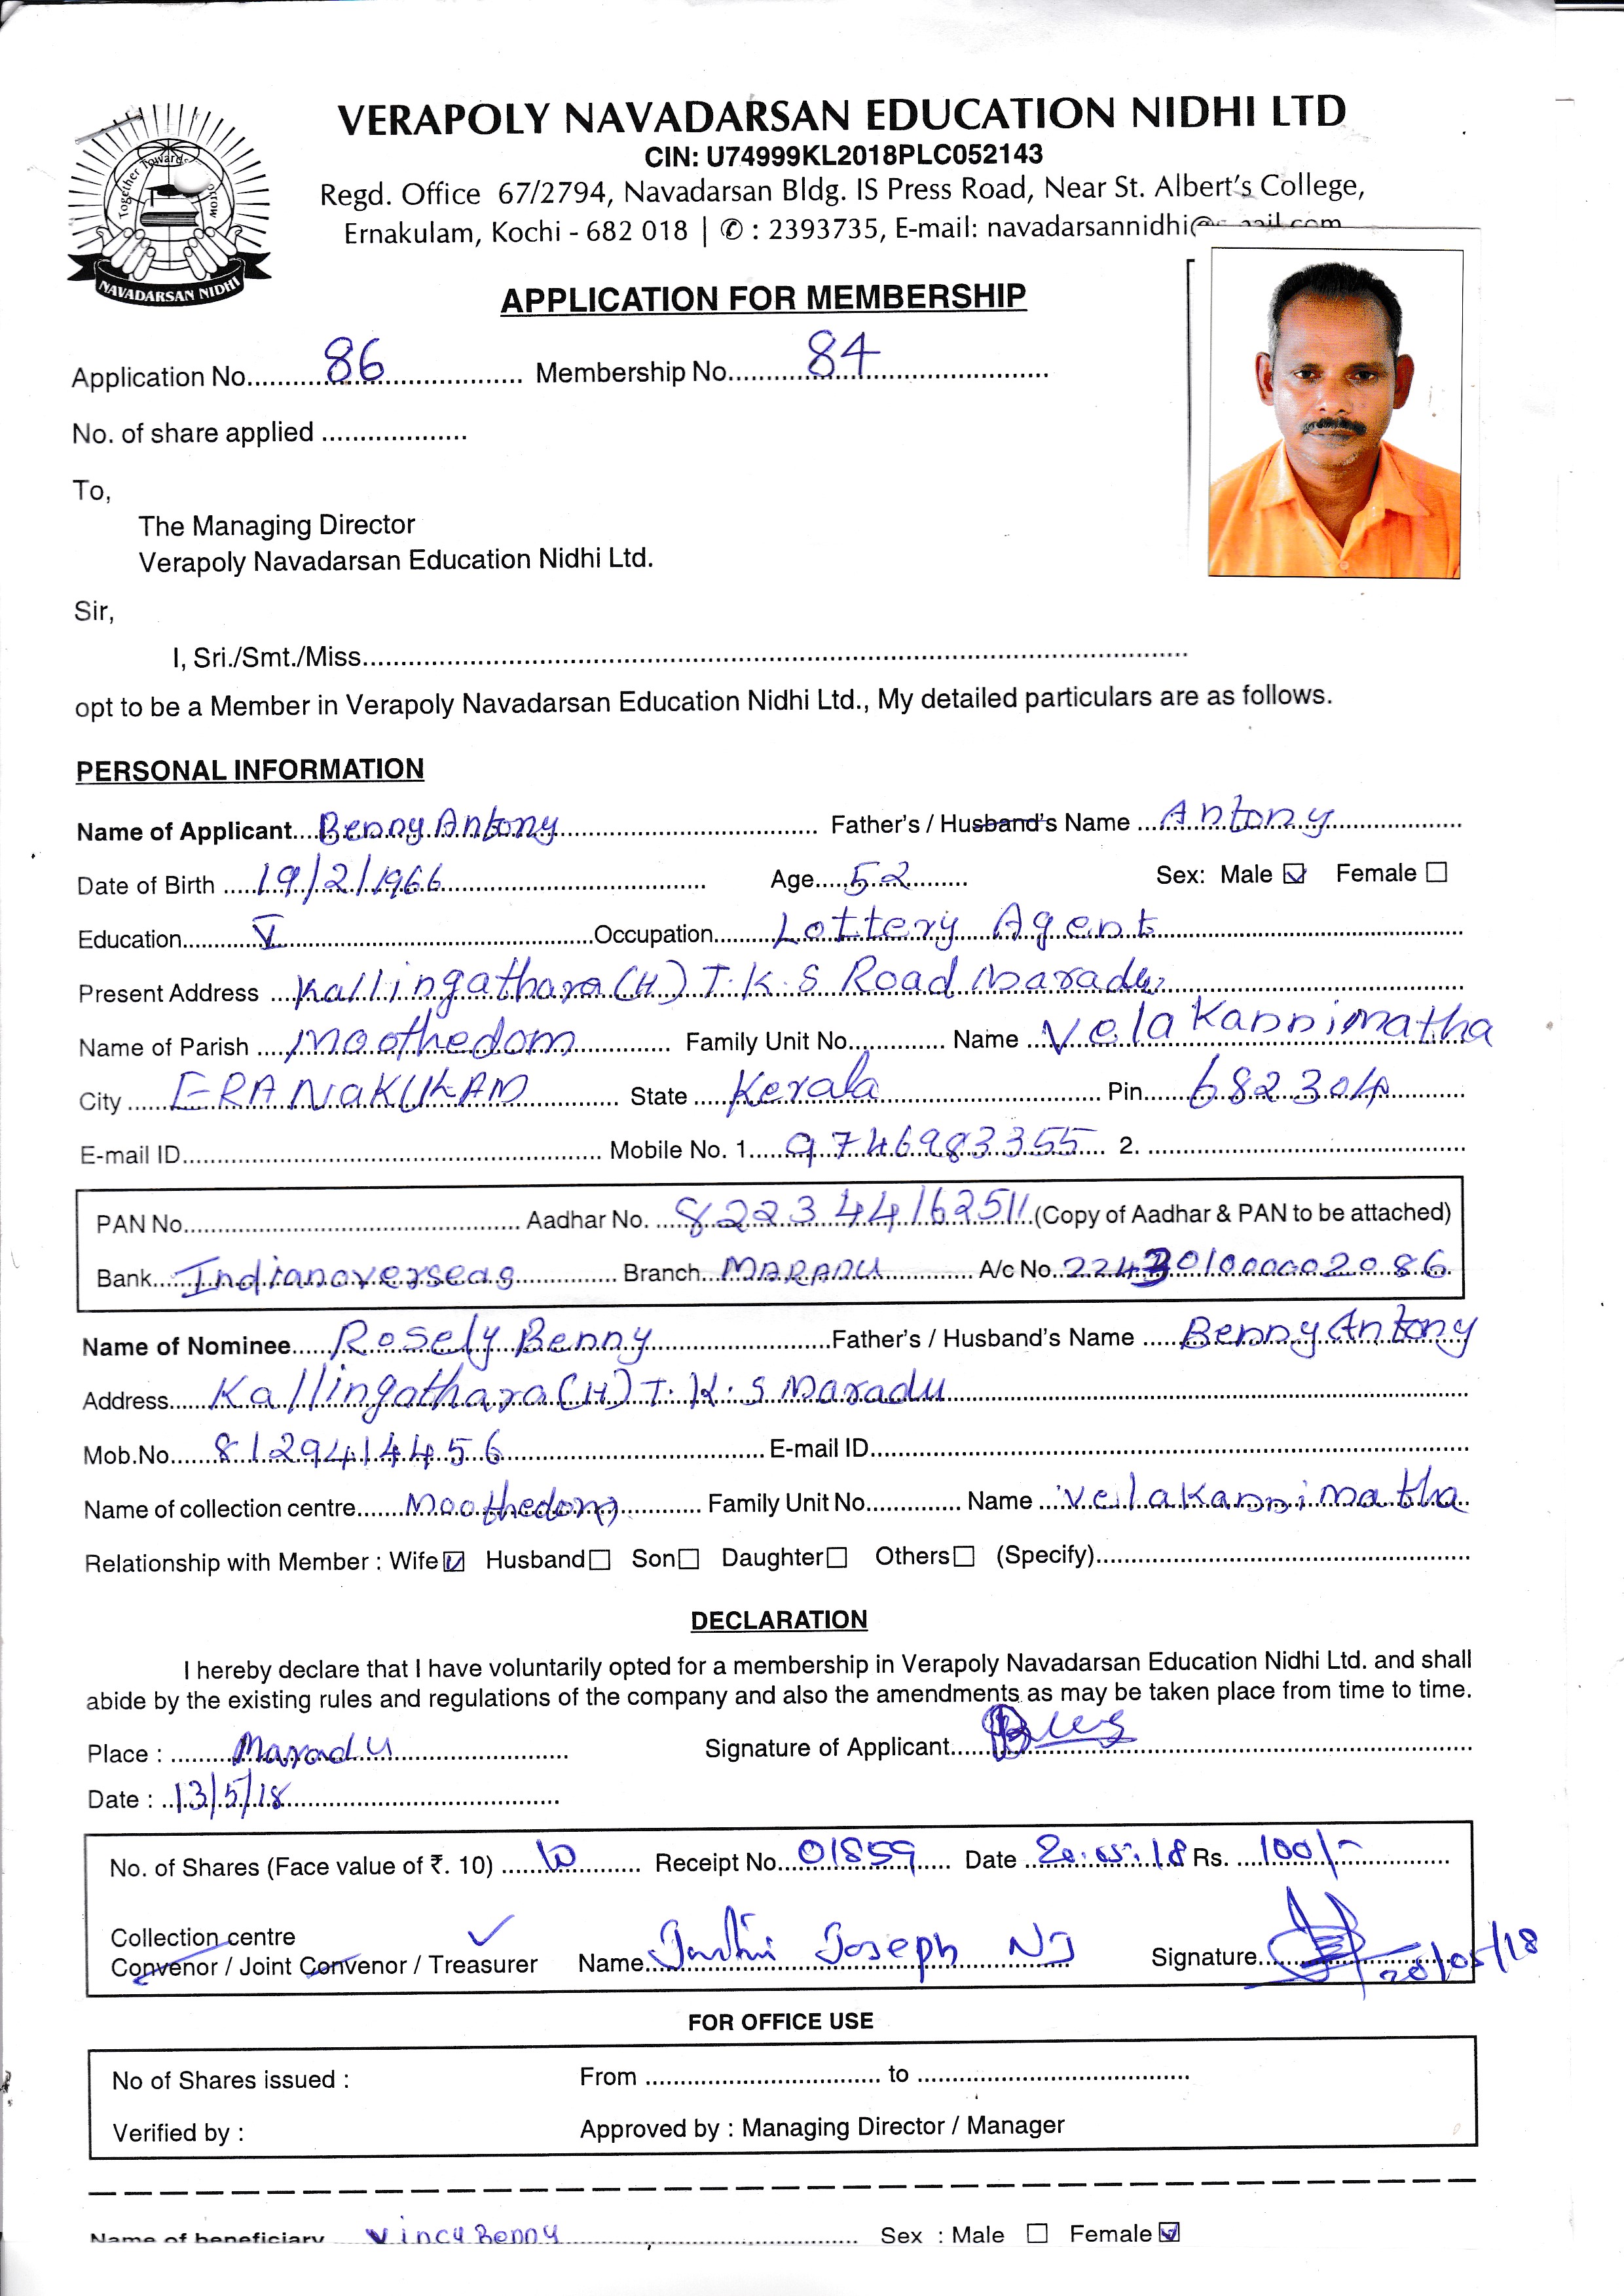 VERAPOLY NAVADARSAN EDUCATION NIDHI LTD
CIN: U74999KL2018PLC052143
Regd. Office 67/2794, Navadarsan Bldg. IS Press Road, Near St. Albert's College,
Ernakulam, Kochi - 682 018 | ✆ : 2393735, E-mail: navadarsannidhi@
Together Towards
NAVADARSAN NIDHI
APPLICATION FOR MEMBERSHIP
Application No. 86 Membership No. 84
No. of share applied
To,
The Managing Director
Verapoly Navadarsan Education Nidhi Ltd.
Sir,
I, Sri./Smt./Miss
opt to be a Member in Verapoly Navadarsan Education Nidhi Ltd., My detailed particulars are as follows.
PERSONAL INFORMATION
Name of Applicant Benny Antony Father's / Husband's Name Antony
Date of Birth 19/2/1966 Age 52 Sex: Male ☑ Female ☐
Education V Occupation Lottery Agent
Present Address Kallingathara (H) T.K.S Road Maradu
Name of Parish Moothedom Family Unit No. Name Velakannimatha
City ERANAKULAM State Kerala Pin 682304
E-mail ID Mobile No. 1 9746983355 2.
PAN No. Aadhar No. 822344162511 (Copy of Aadhar & PAN to be attached)
Bank Indianoverseas Branch MARADU A/c No. 224301000002086
Name of Nominee Rosely Benny Father's / Husband's Name Benny Antony
Address Kallingathara (H) T.K.S Maradu
Mob.No. 8129414456 E-mail ID
Name of collection centre Moothedom Family Unit No. Name Velakannimatha
Relationship with Member : Wife ☑ Husband ☐ Son ☐ Daughter ☐ Others ☐ (Specify)
DECLARATION
I hereby declare that I have voluntarily opted for a membership in Verapoly Navadarsan Education Nidhi Ltd. and shall
abide by the existing rules and regulations of the company and also the amendments as may be taken place from time to time.
Place : Maradu Signature of Applicant
Date : 13/5/18
No. of Shares (Face value of ₹. 10) 10 Receipt No. 01859 Date 20.05.18 Rs. 100/-
Collection centre
Convenor / Joint Convenor / Treasurer Name Joseph NJ Signature 20/05/18
FOR OFFICE USE
No of Shares issued : From to
Verified by : Approved by : Managing Director / Manager
Name of beneficiary Vincy Benny Sex : Male ☐ Female ☑